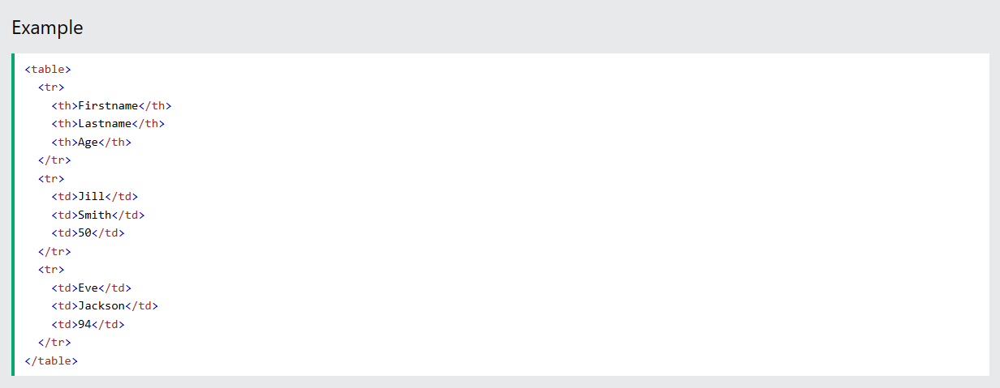 Example
<table>
  <tr>
    <th>Firstname</th>
    <th>Lastname</th>
    <th>Age</th>
  </tr>
  <tr>
    <td>Jill</td>
    <td>Smith</td>
    <td>50</td>
  </tr>
  <tr>
    <td>Eve</td>
    <td>Jackson</td>
    <td>94</td>
  </tr>
</table>